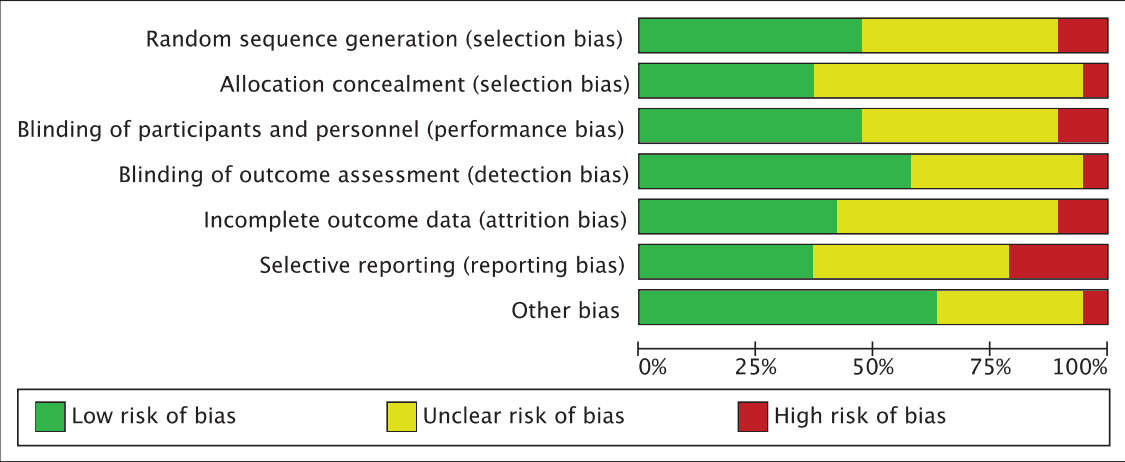 Random sequence generation (selection bias)
Allocation concealment (selection bias)
Blinding of participants and personnel (performance bias)
Blinding of outcome assessment (detection bias)
Incomplete outcome data (attrition bias)
Selective reporting (reporting bias)
Other bias
0% 25% 50% 75% 100%
Low risk of bias Unclear risk of bias High risk of bias